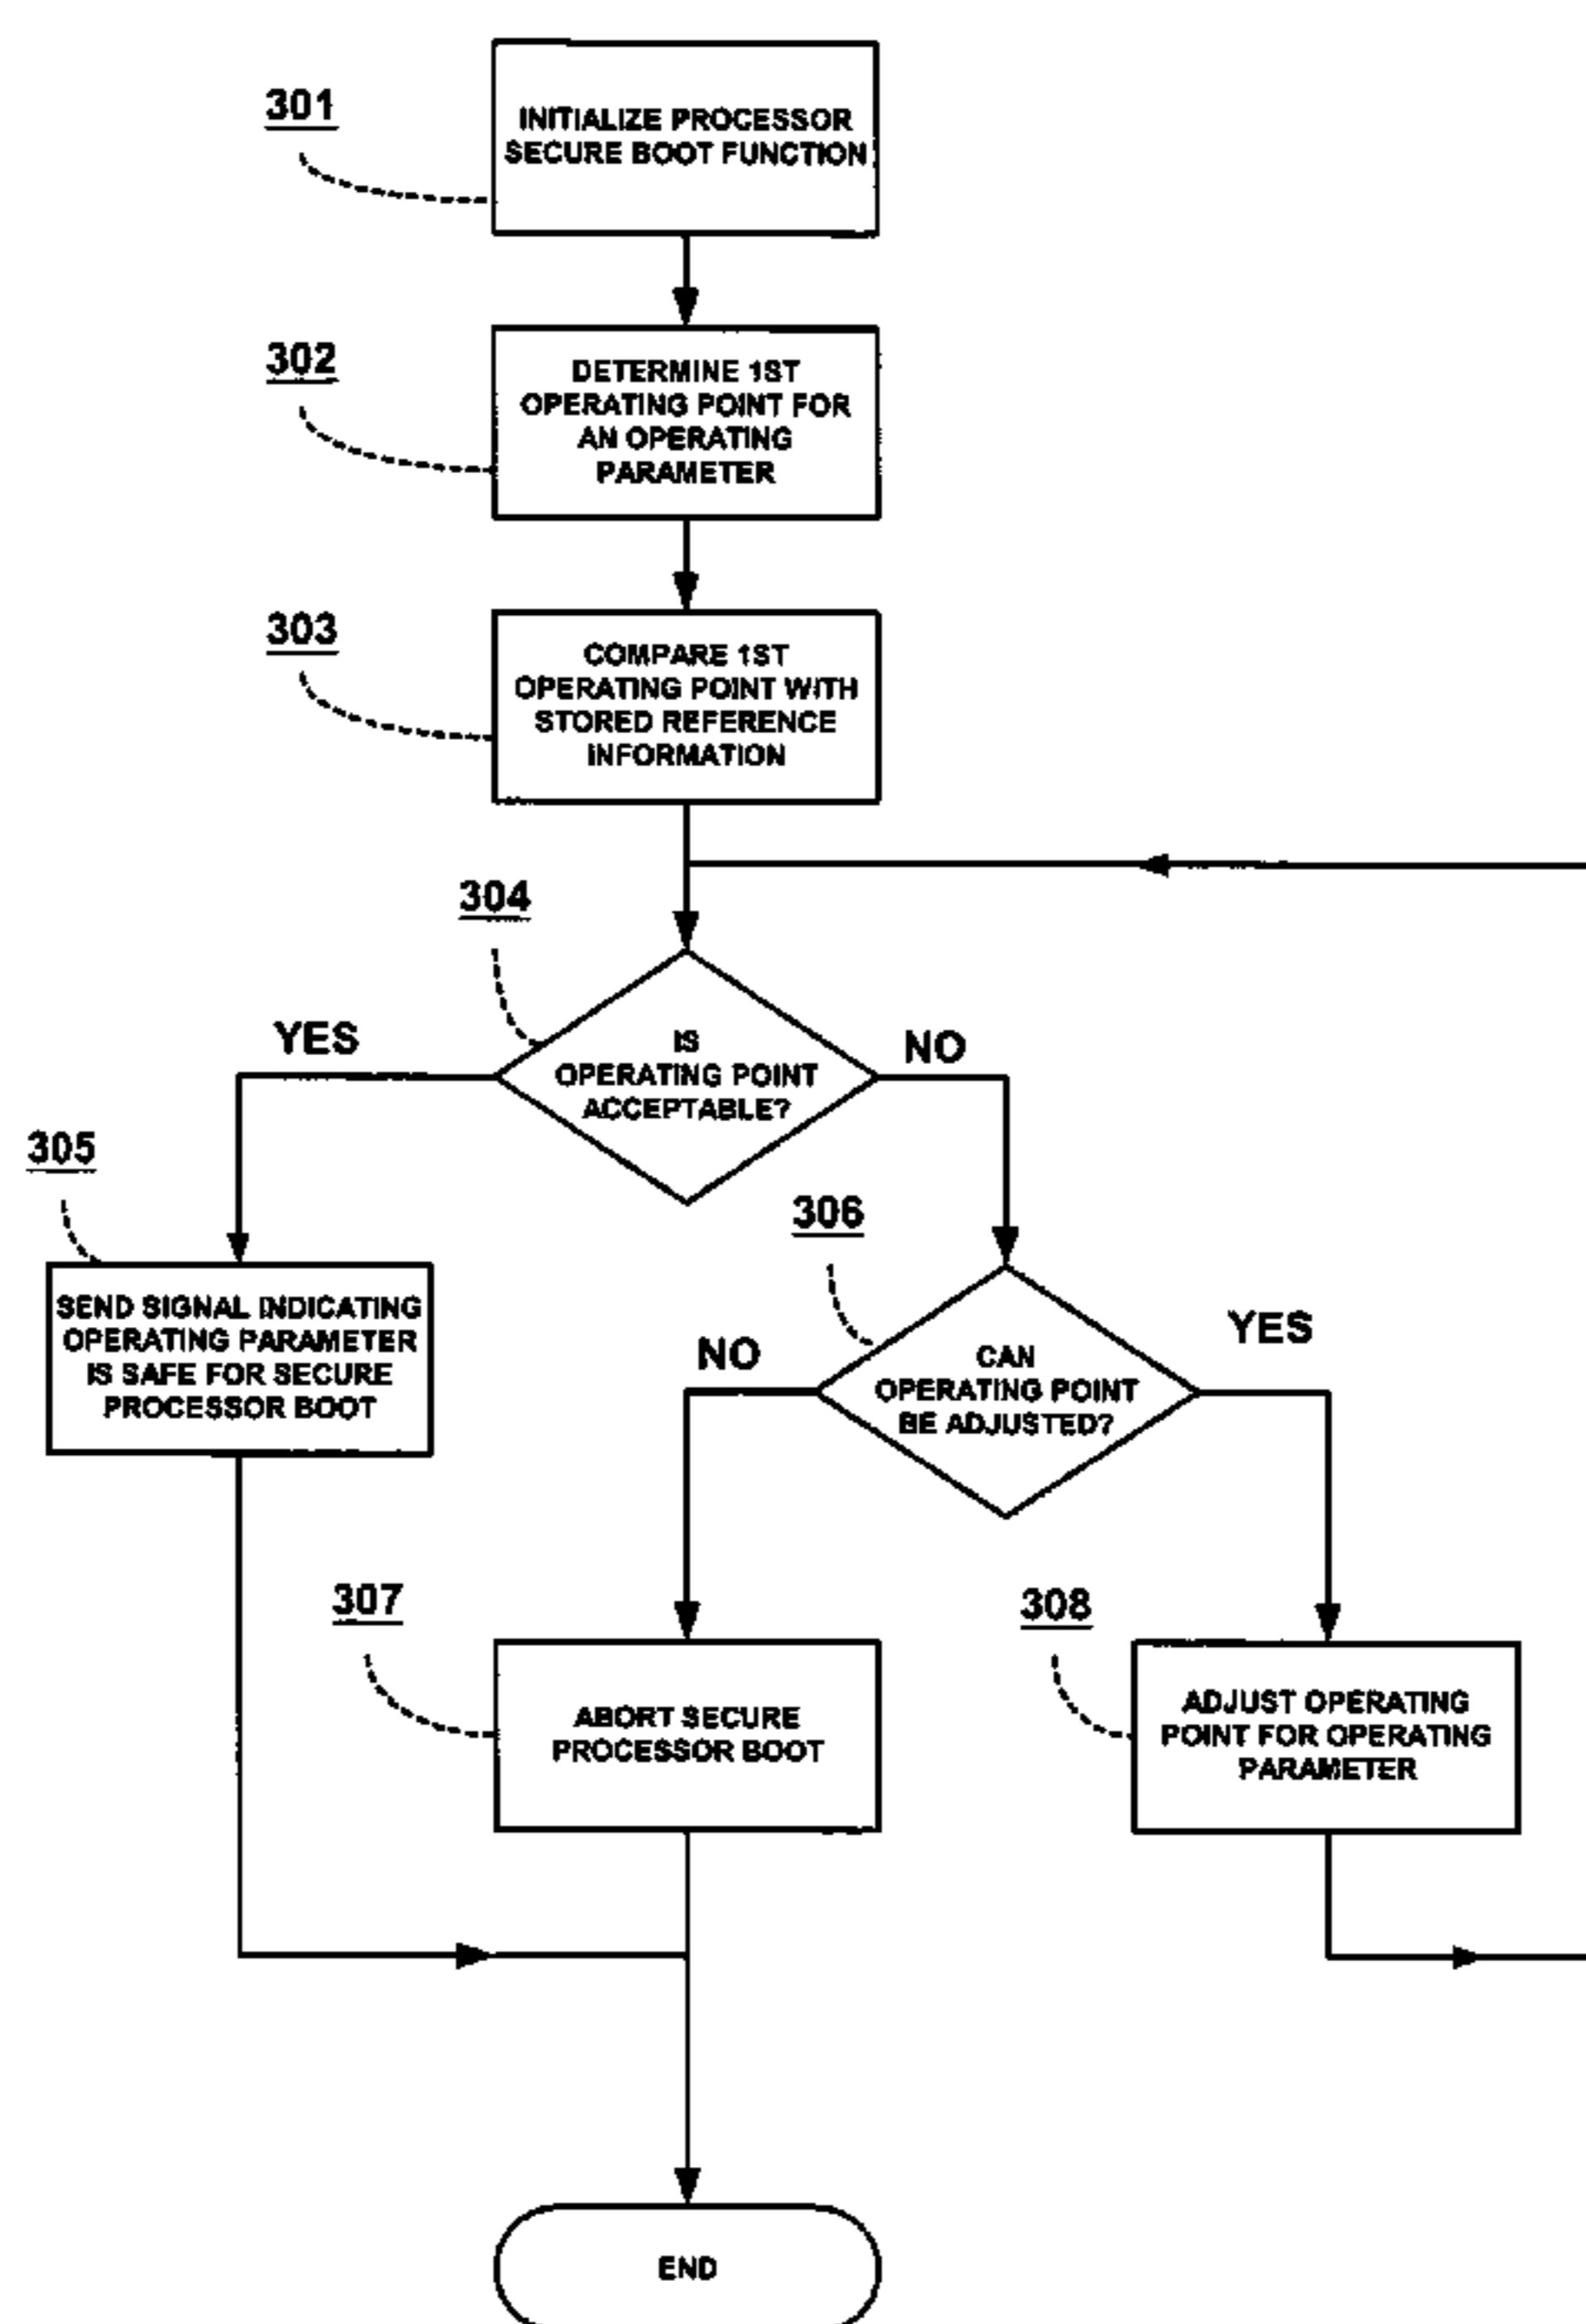 301
INITIALIZE PROCESSOR
SECURE BOOT FUNCTION
302
DETERMINE 1ST
OPERATING POINT FOR
AN OPERATING
PARAMETER
303
COMPARE 1ST
OPERATING POINT WITH
STORED REFERENCE
INFORMATION
304
YES
IS
OPERATING POINT
ACCEPTABLE?
NO
305
SEND SIGNAL INDICATING
OPERATING PARAMETER
IS SAFE FOR SECURE
PROCESSOR BOOT
306
NO
CAN
OPERATING POINT
BE ADJUSTED?
YES
307
ABORT SECURE
PROCESSOR BOOT
308
ADJUST OPERATING
POINT FOR OPERATING
PARAMETER
END